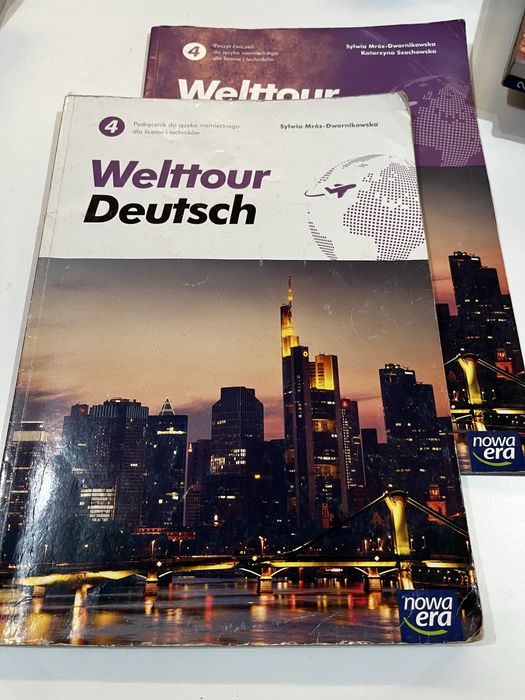 4
Zeszyt ćwiczeń
do języka niemieckiego
dla liceów i techników
Sylwia Mróz-Dwornikowska
Katarzyna Szachowska
Welttour
nowa
era
4
Podręcznik do języka niemieckiego
dla liceów i techników
Sylwia Mróz-Dwornikowska
Welttour
Deutsch
nowa
era